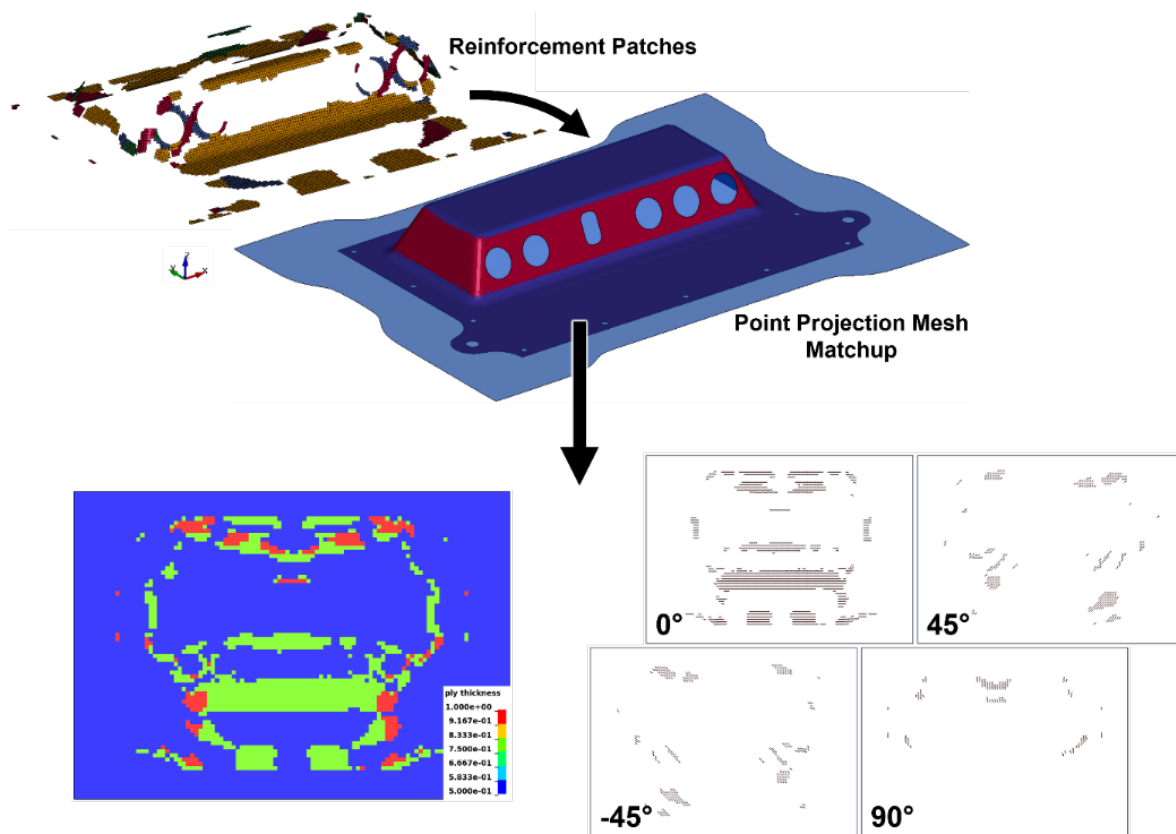 Reinforcement Patches
Z
Y
X
Point Projection Mesh
Matchup
0°
45°
ply thickness
1.000e+00
9.167e-01
8.333e-01
7.500e-01
6.667e-01
5.833e-01
5.000e-01
-45°
90°